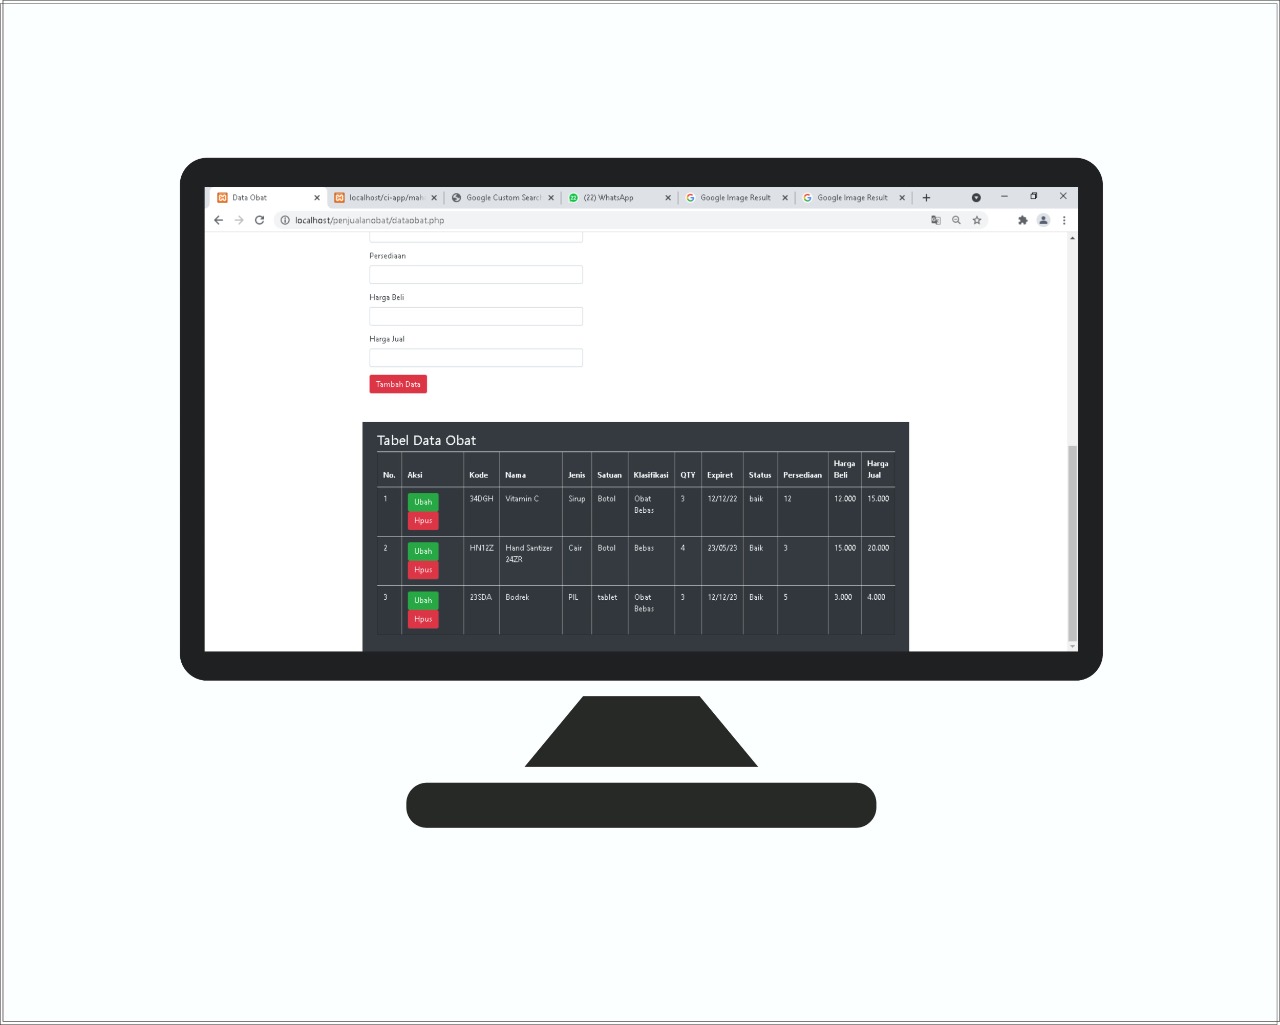 Data Obat
localhost/ci-app/mah
Google Custom Searc
(22) WhatsApp
Google Image Result
Google Image Result
localhost/penjualanobat/dataobat.php
Persediaan
Harga Beli
Harga Jual
Tambah Data
Tabel Data Obat
No. Aksi Kode Nama Jenis Satuan Klasifikasi QTY Expiret Status Persediaan Harga Beli Harga Jual
1 Ubah Hpus 34DGH Vitamin C Sirup Botol Obat Bebas 3 12/12/22 baik 12 12.000 15.000
2 Ubah Hpus HN12Z Hand Santizer 24ZR Cair Botol Bebas 4 23/05/23 Baik 3 15.000 20.000
3 Ubah Hpus 23SDA Bodrek PIL tablet Obat Bebas 3 12/12/23 Baik 5 3.000 4.000